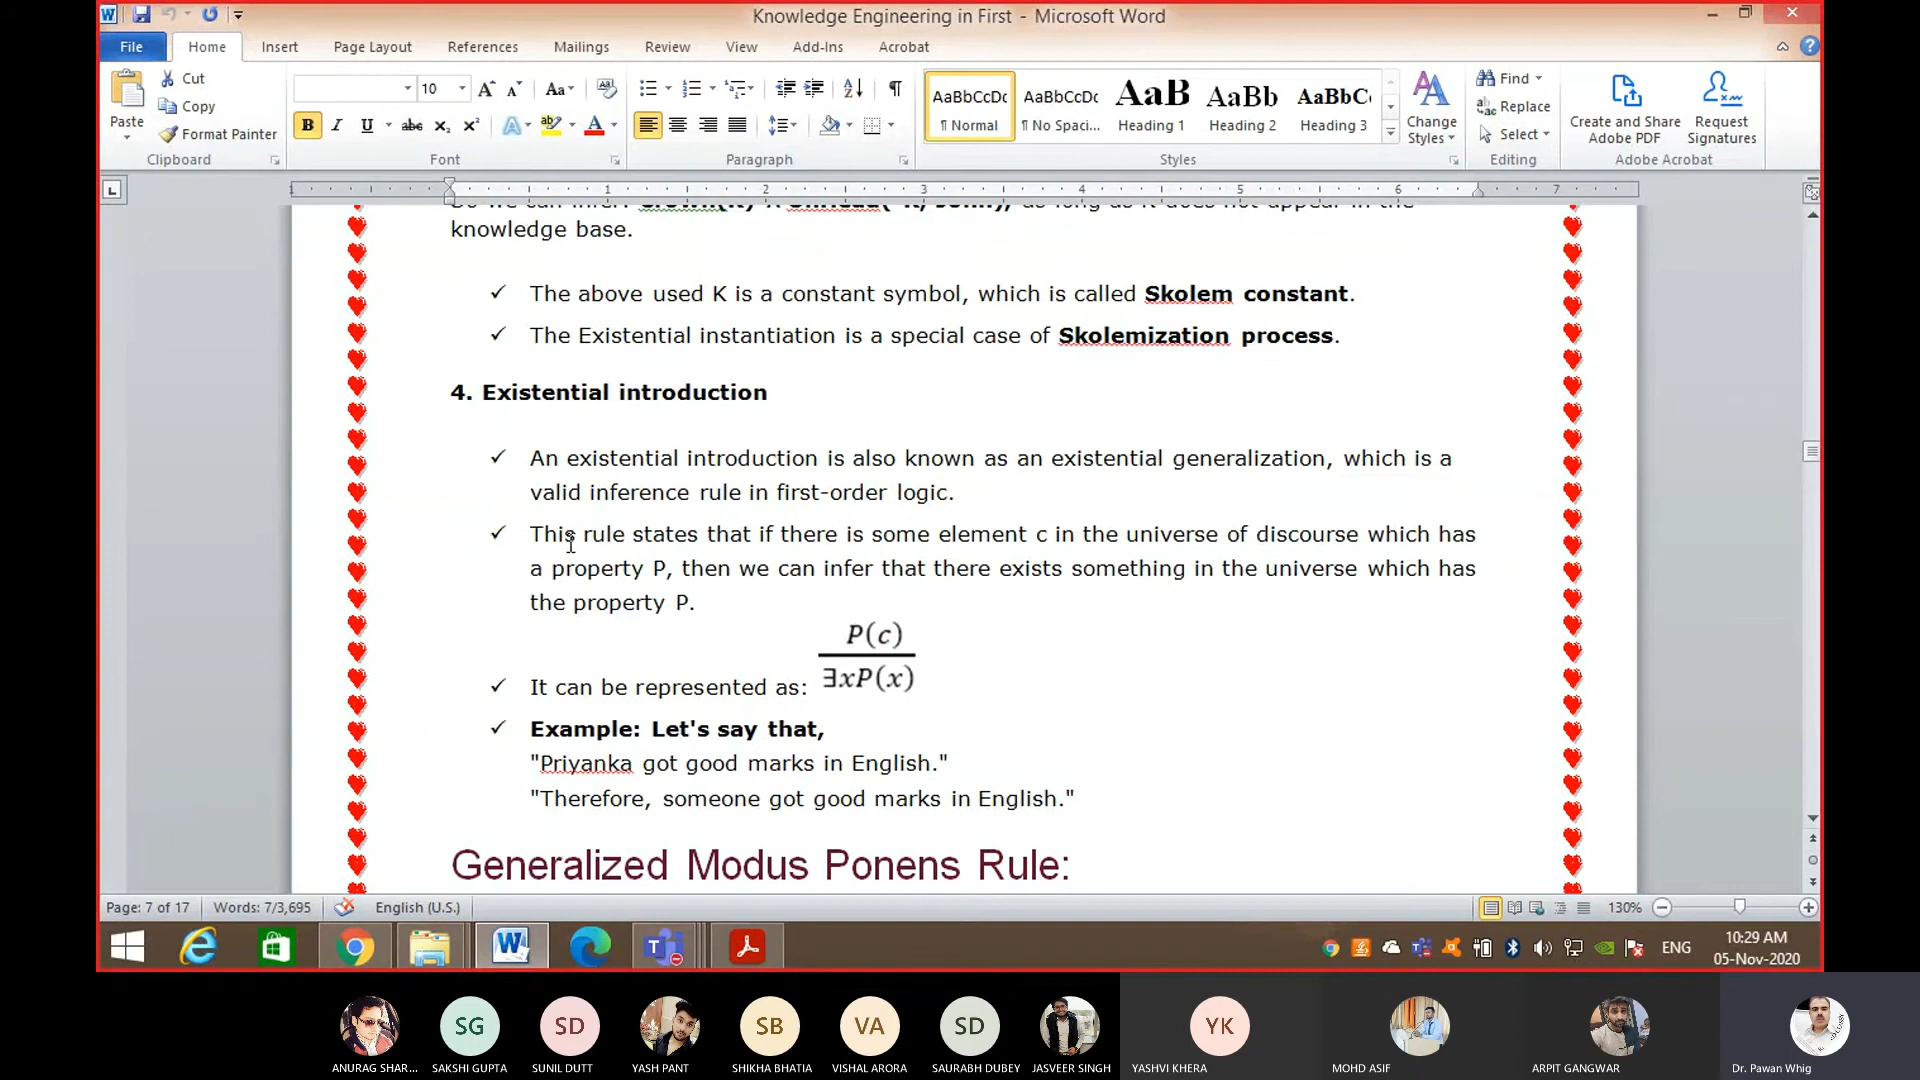 Knowledge Engineering in First - Microsoft Word
File Home Insert Page Layout References Mailings Review View Add-Ins Acrobat
Paste
Cut
Copy
Format Painter
Clipboard
10
Font
Paragraph
AaBbCcDc AaBbCcDc AaB AaBb AaBbC
¶ Normal ¶ No Spaci... Heading 1 Heading 2 Heading 3
Change Styles
Styles
Find
Replace
Select
Editing
Create and Share Adobe PDF
Request Signatures
Adobe Acrobat
1 1 2 3 4 5 6 7
knowledge base.
✓ The above used K is a constant symbol, which is called Skolem constant.
✓ The Existential instantiation is a special case of Skolemization process.
4. Existential introduction
✓ An existential introduction is also known as an existential generalization, which is a
valid inference rule in first-order logic.
✓ This rule states that if there is some element c in the universe of discourse which has
a property P, then we can infer that there exists something in the universe which has
the property P.
P(c)
∃xP(x)
✓ It can be represented as:
✓ Example: Let's say that,
"Priyanka got good marks in English."
"Therefore, someone got good marks in English."
Generalized Modus Ponens Rule:
Page: 7 of 17 Words: 7/3,695 English (U.S.) 130%
ENG
10:29 AM
05-Nov-2020
SG SD SB VA SD YK
ANURAG SHAR... SAKSHI GUPTA SUNIL DUTT YASH PANT SHIKHA BHATIA VISHAL ARORA SAURABH DUBEY JASVEER SINGH YASHVI KHERA MOHD ASIF ARPIT GANGWAR Dr. Pawan Whig